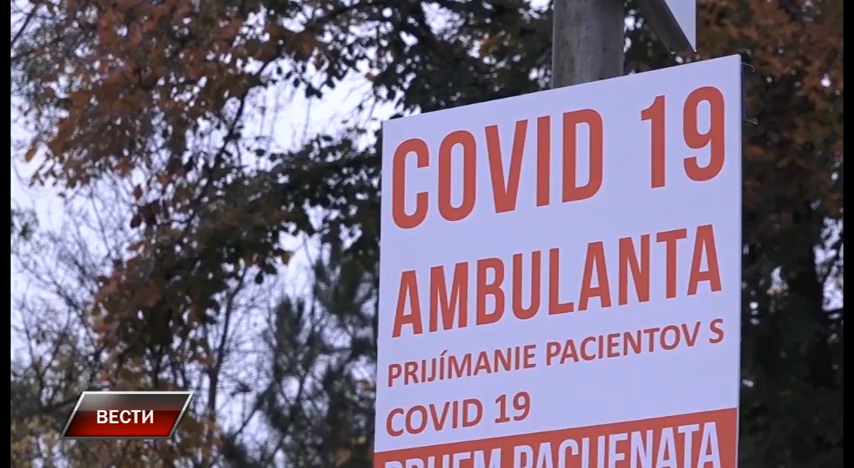 COVID 19
AMBULANTA
PRIJÍMANIE PACIENTOV S
COVID 19
PRIJEM PACIJENATA
ВЕСТИ